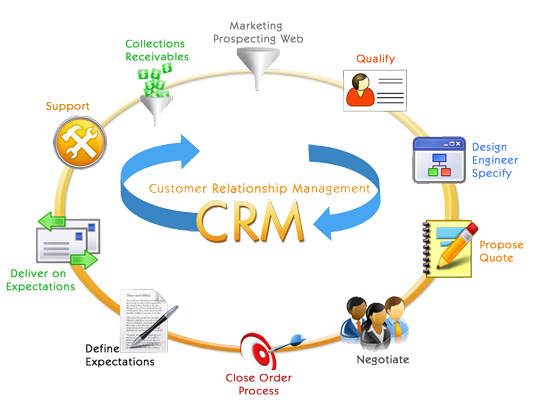 Marketing
Prospecting Web
Collections
Receivables
Qualify
Support
Design
Engineer
Specify
Customer Relationship Management
CRM
Propose
Quote
Deliver on
Expectations
Define
Expectations
Negotiate
Close Order
Process